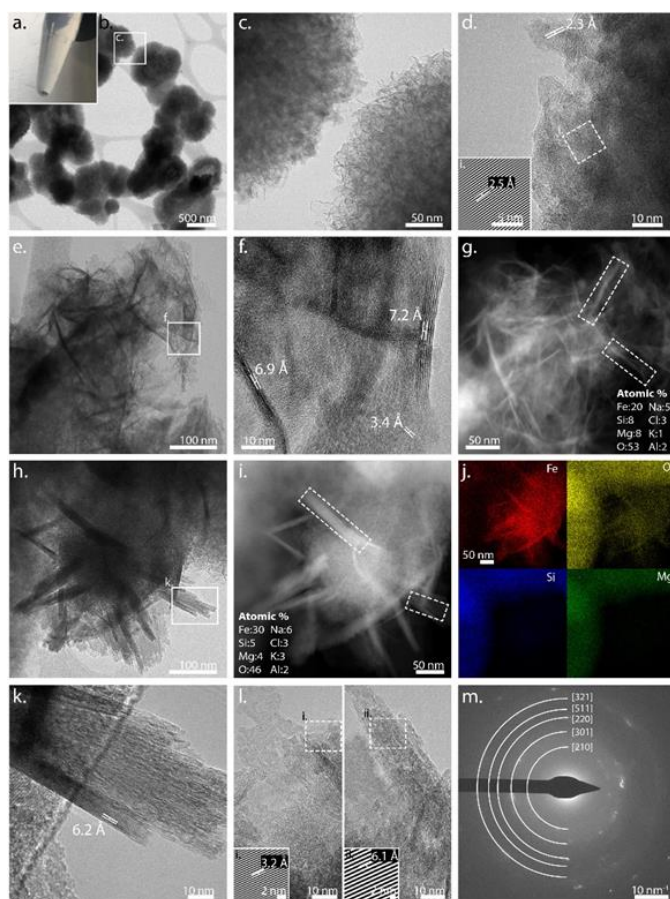 a.
b.
c.
500 nm
c.
50 nm
d.
2.3 Å
i.
2.5 Å
5 nm
10 nm
e.
f.
100 nm
f.
7.2 Å
6.9 Å
3.4 Å
10 nm
g.
Atomic %
Fe:20 Na:5
Si:8 Cl:3
Mg:8 K:1
O:53 Al:2
50 nm
h.
k.
100 nm
i.
Atomic %
Fe:30 Na:6
Si:5 Cl:3
Mg:4 K:3
O:46 Al:2
50 nm
j.
Fe
O
50 nm
Si
Mg
k.
6.2 Å
10 nm
l.
i.
ii.
i.
3.2 Å
2 nm
10 nm
6.1 Å
10 nm
m.
[321]
[511]
[220]
[301]
[210]
10 nm⁻¹